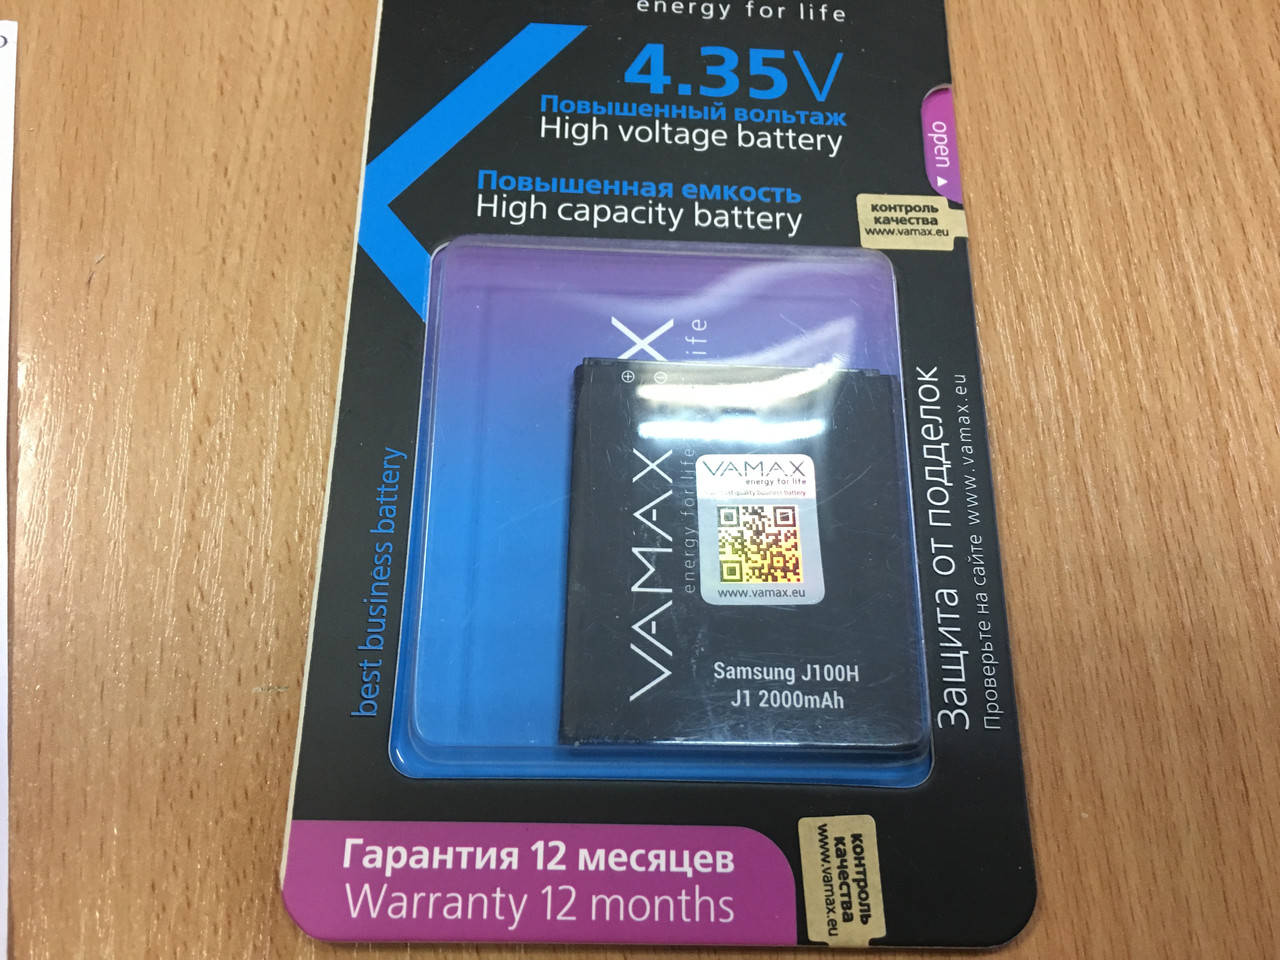 energy for life
4.35V
Повышенный вольтаж
High voltage battery
Повышенная емкость
High capacity battery
open
контроль
качества
www.vamax.eu
best business battery
VAMAX
energy for life
X
life
VAMAX
energy for life
best quality business battery
www.vamax.eu
Samsung J100H
J1 2000mAh
Защита от подделок
Проверьте на сайте www.vamax.eu
Гарантия 12 месяцев
Warranty 12 months
контроль
качества
www.vamax.eu